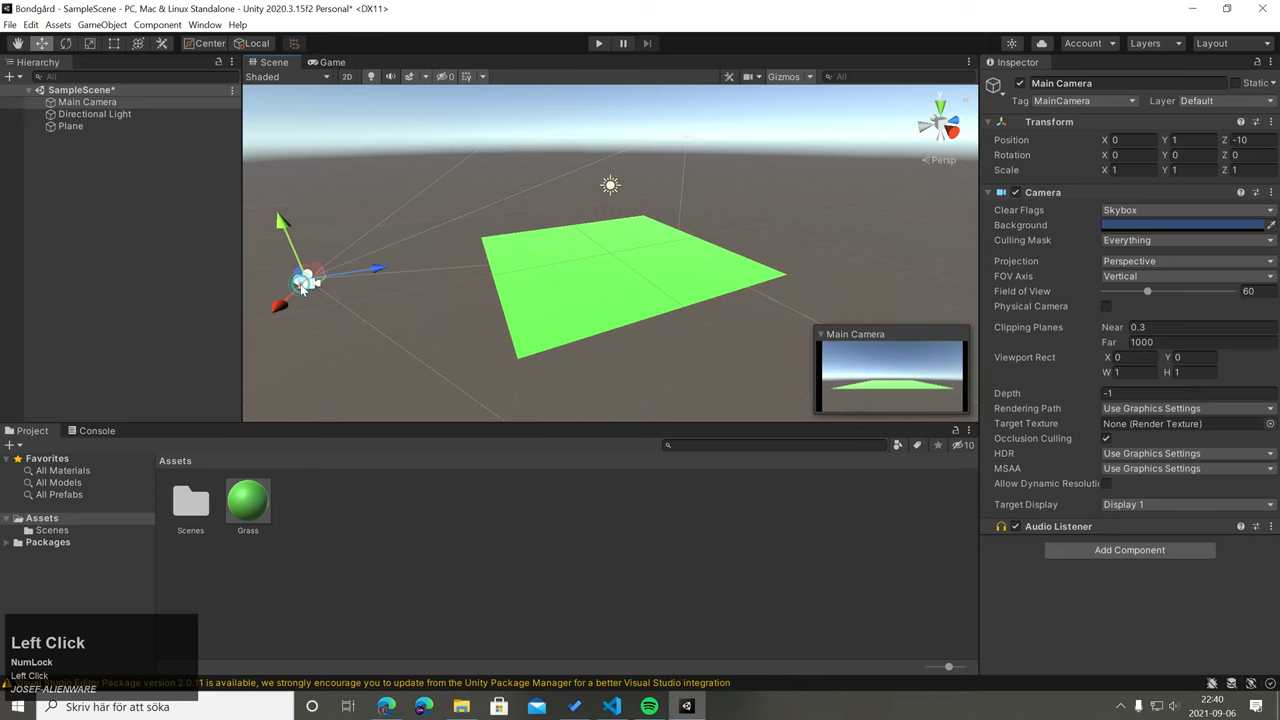 Bondgård - SampleScene - PC, Mac & Linux Standalone - Unity 2020.3.15f2 Personal* <DX11>
File Edit Assets GameObject Component Window Help
Center Local Account Layers Layout
Hierarchy
All
SampleScene*
Main Camera
Directional Light
Plane
Scene Game
Shaded 2D 0 Gizmos All
y
Persp
Main Camera
Inspector
Main Camera Static
Tag MainCamera Layer Default
Transform
Position X 0 Y 1 Z -10
Rotation X 0 Y 0 Z 0
Scale X 1 Y 1 Z 1
Camera
Clear Flags Skybox
Background
Culling Mask Everything
Projection Perspective
FOV Axis Vertical
Field of View 60
Physical Camera
Clipping Planes Near 0.3
Far 1000
Viewport Rect X 0 Y 0
W 1 H 1
Depth -1
Rendering Path Use Graphics Settings
Target Texture None (Render Texture)
Occlusion Culling
HDR Use Graphics Settings
MSAA Use Graphics Settings
Allow Dynamic Resoluti
Target Display Display 1
Audio Listener
Add Component
Project Console
10
Favorites
All Materials
All Models
All Prefabs
Assets
Scenes
Packages
Assets
Scenes
Grass
Left Click
NumLock
Left Click
JOSEF-ALIENWARE
Visual Studio Editor Package version 2.0.11 is available, we strongly encourage you to update from the Unity Package Manager for a better Visual Studio integration
Skriv här för att söka
22:40
2021-09-06